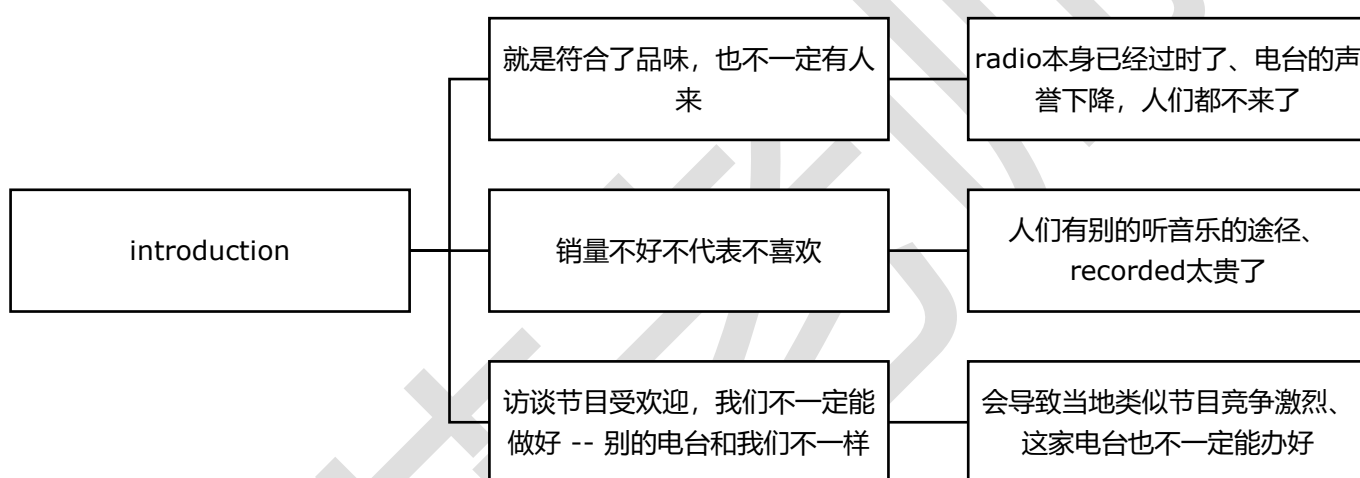 introduction
就是符合了品味，也不一定有人
来
radio本身已经过时了、电台的声
誉下降，人们都不来了
销量不好不代表不喜欢
人们有别的听音乐的途径、
recorded太贵了
访谈节目受欢迎，我们不一定能
做好 -- 别的电台和我们不一样
会导致当地类似节目竞争激烈、
这家电台也不一定能办好